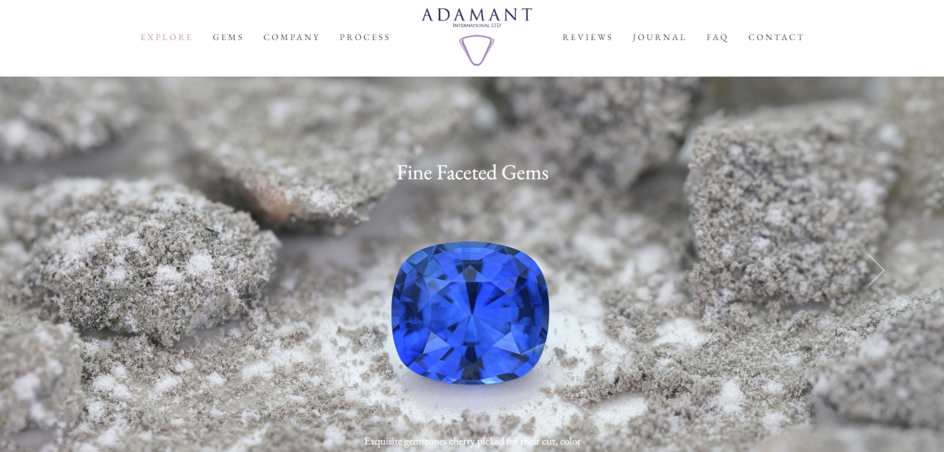 ADAMANT
INTERNATIONAL LTD
EXPLORE GEMS COMPANY PROCESS REVIEWS JOURNAL FAQ CONTACT
Fine Faceted Gems
Exquisite gemstones cherry picked for their cut, color